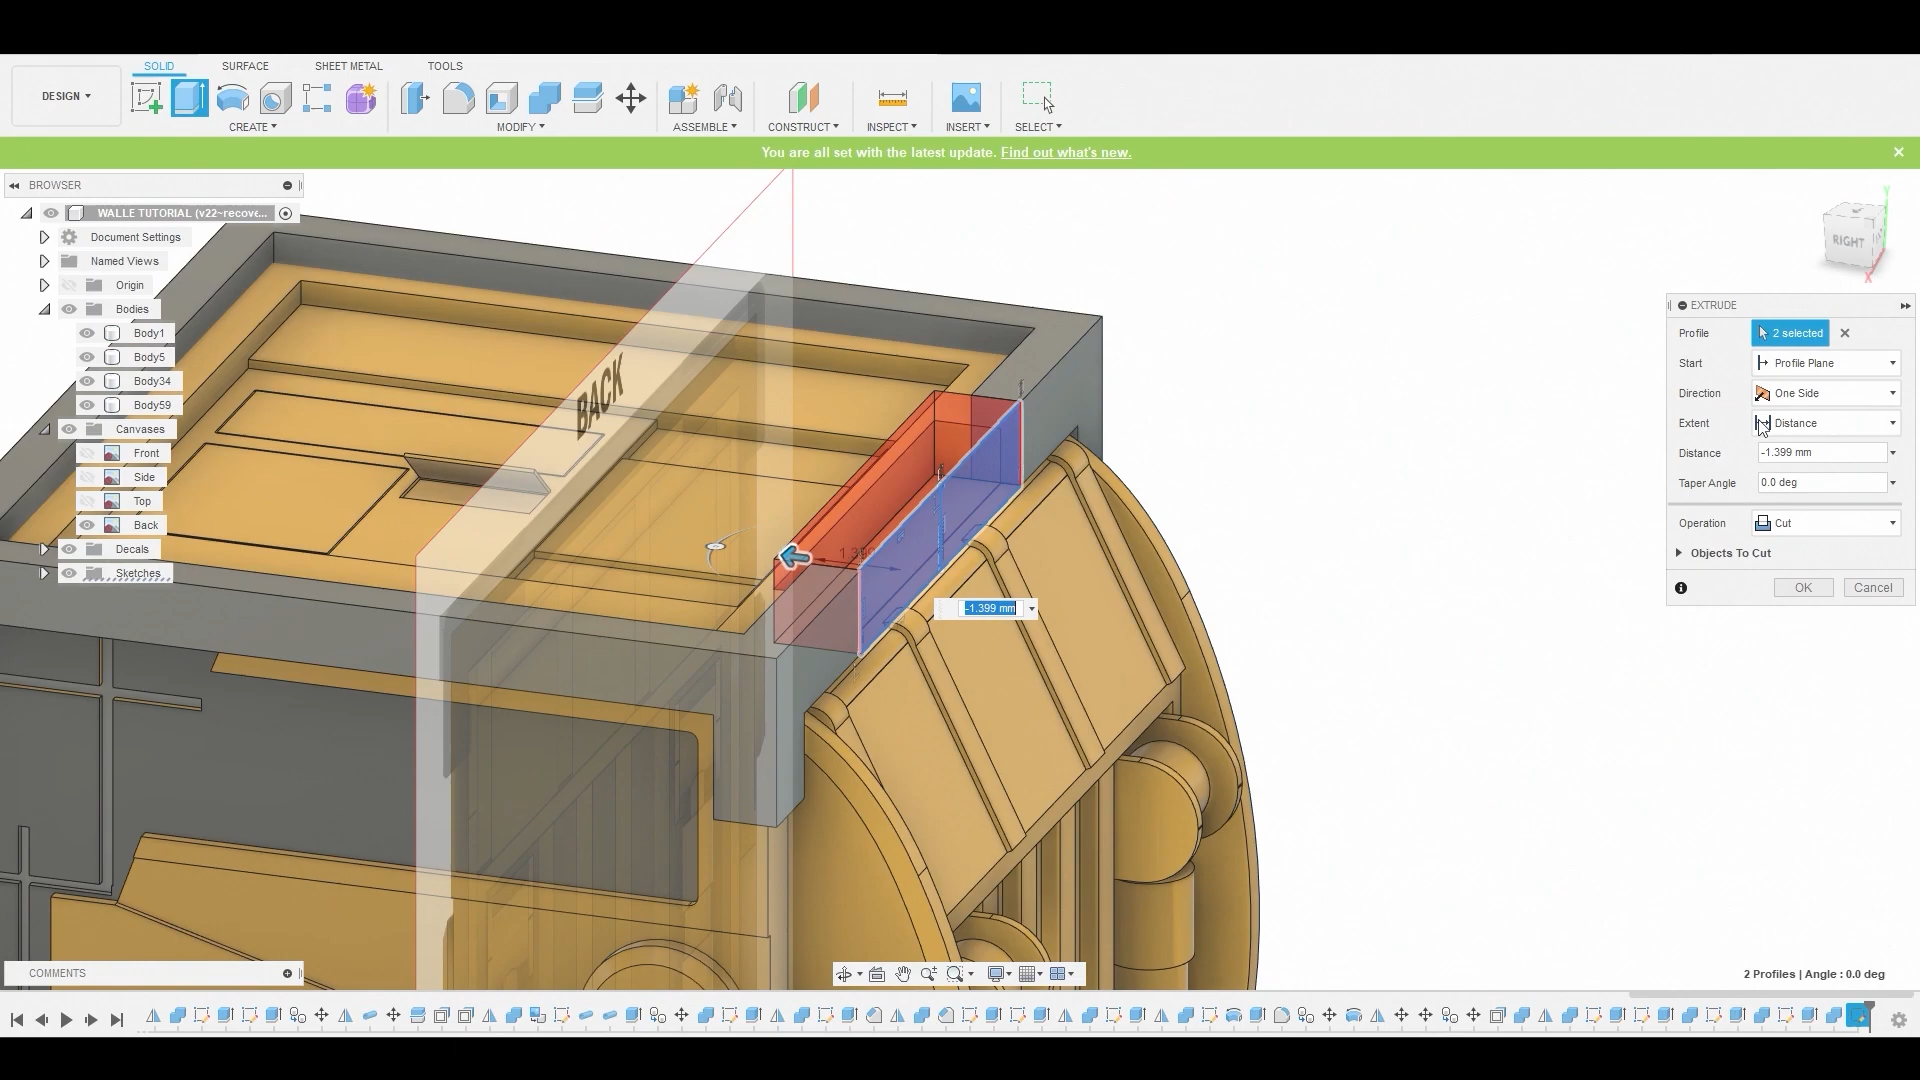 SOLID SURFACE SHEET METAL TOOLS
DESIGN
CREATE MODIFY ASSEMBLE CONSTRUCT INSPECT INSERT SELECT
You are all set with the latest update. Find out what's new.
BROWSER
WALLE TUTORIAL (v22~recove...
Document Settings
Named Views
Origin
Bodies
Body1
Body5
Body34
Body59
Canvases
Front
Side
Top
Back
Decals
Sketches
BACK
-1.399 mm
Y
RIGHT
X
EXTRUDE
Profile 2 selected
Start Profile Plane
Direction One Side
Extent Distance
Distance -1.399 mm
Taper Angle 0.0 deg
Operation Cut
Objects To Cut
OK Cancel
COMMENTS
2 Profiles | Angle : 0.0 deg